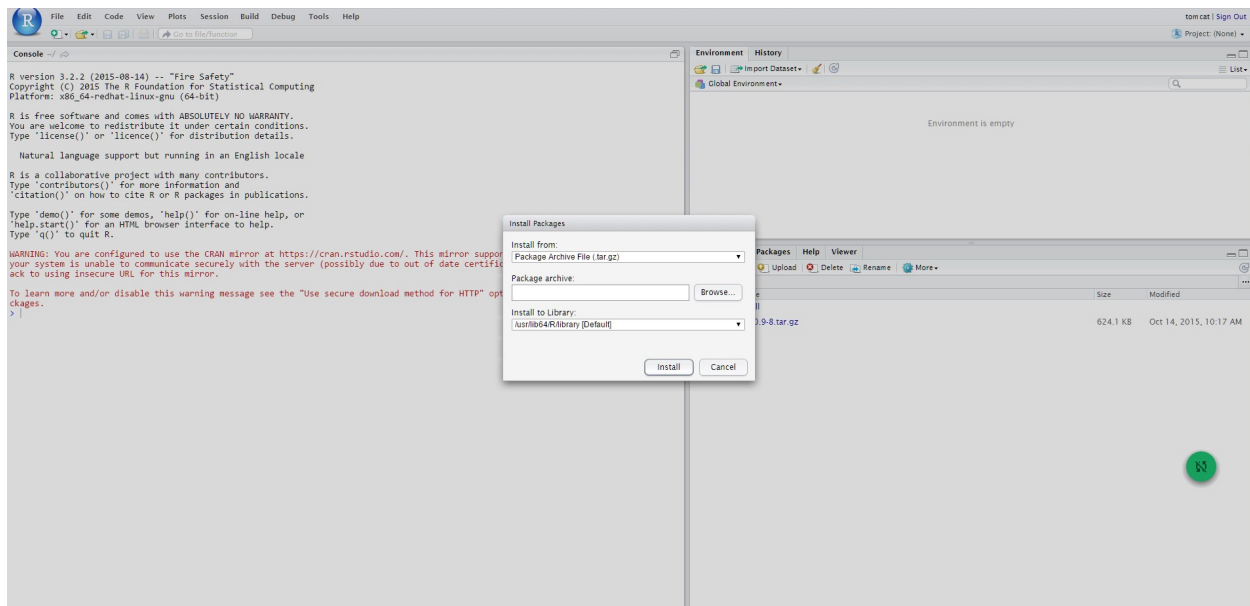 R File Edit Code View Plots Session Build Debug Tools Help
tomcat | Sign Out
Go to file/function
Project: (None)
Console ~/
R version 3.2.2 (2015-08-14) -- "Fire Safety"
Copyright (C) 2015 The R Foundation for Statistical Computing
Platform: x86_64-redhat-linux-gnu (64-bit)
R is free software and comes with ABSOLUTELY NO WARRANTY.
You are welcome to redistribute it under certain conditions.
Type 'license()' or 'licence()' for distribution details.
Natural language support but running in an English locale
R is a collaborative project with many contributors.
Type 'contributors()' for more information and
'citation()' on how to cite R or R packages in publications.
Type 'demo()' for some demos, 'help()' for on-line help, or
'help.start()' for an HTML browser interface to help.
Type 'q()' to quit R.
WARNING: You are configured to use the CRAN mirror at https://cran.rstudio.com/. This mirror suppor
your system is unable to communicate securely with the server (possibly due to out of date certific
ack to using insecure URL for this mirror.
To learn more and/or disable this warning message see the "Use secure download method for HTTP" opt
ckages.
>
Environment History
Import Dataset
List
Global Environment
Environment is empty
Install Packages
Install from:
Package Archive File (.tar.gz)
Package archive:
Browse...
Install to Library:
/usr/lib64/R/library [Default]
Install Cancel
Packages Help Viewer
Upload Delete Rename More
Size Modified
0.9-8.tar.gz 624.1 KB Oct 14, 2015, 10:17 AM